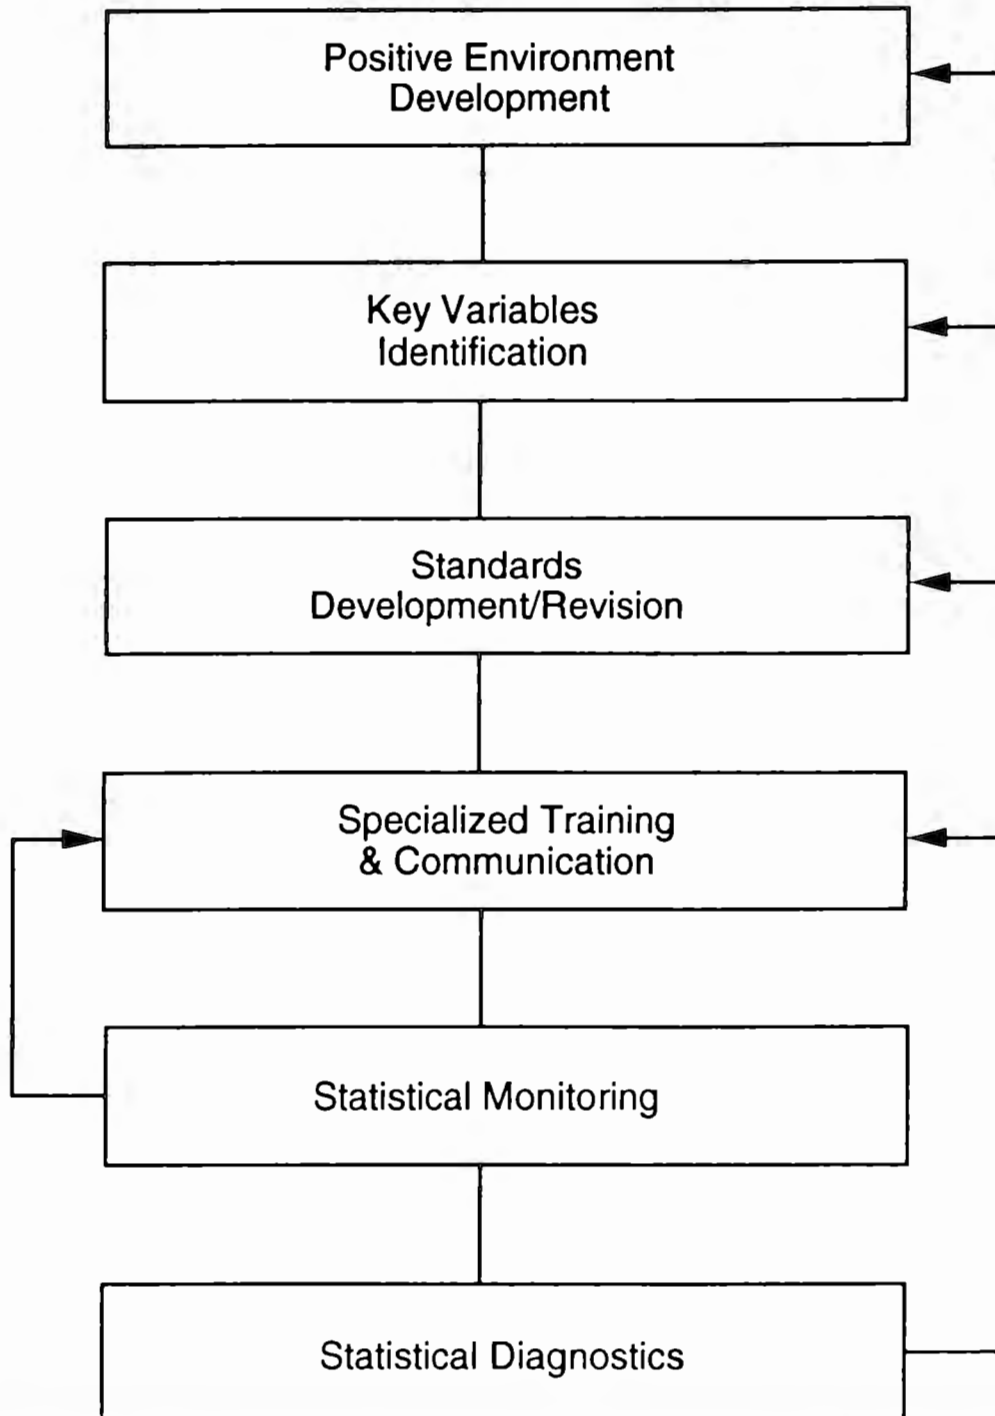 Positive Environment
Development
Key Variables
Identification
Standards
Development/Revision
Specialized Training
& Communication
Statistical Monitoring
Statistical Diagnostics